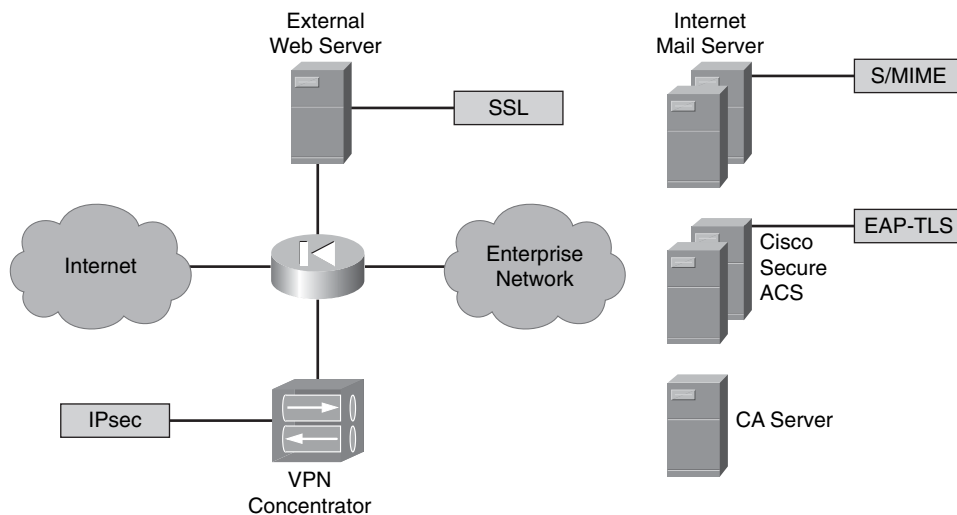 External
Web Server
SSL
Internet
Mail Server
S/MIME
Internet
Enterprise
Network
EAP-TLS
Cisco
Secure
ACS
IPsec
VPN
Concentrator
CA Server